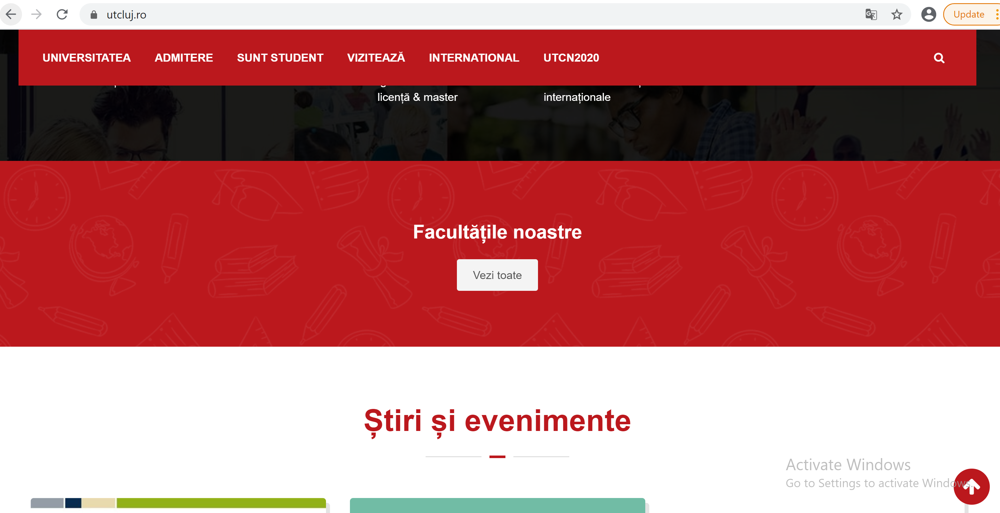 utcluj.ro
Update
UNIVERSITATEA ADMITERE SUNT STUDENT VIZITEAZĂ INTERNATIONAL UTCN2020
licență & master
internaționale
Facultățile noastre
Vezi toate
Știri și evenimente
Activate Windows
Go to Settings to activate Windows.